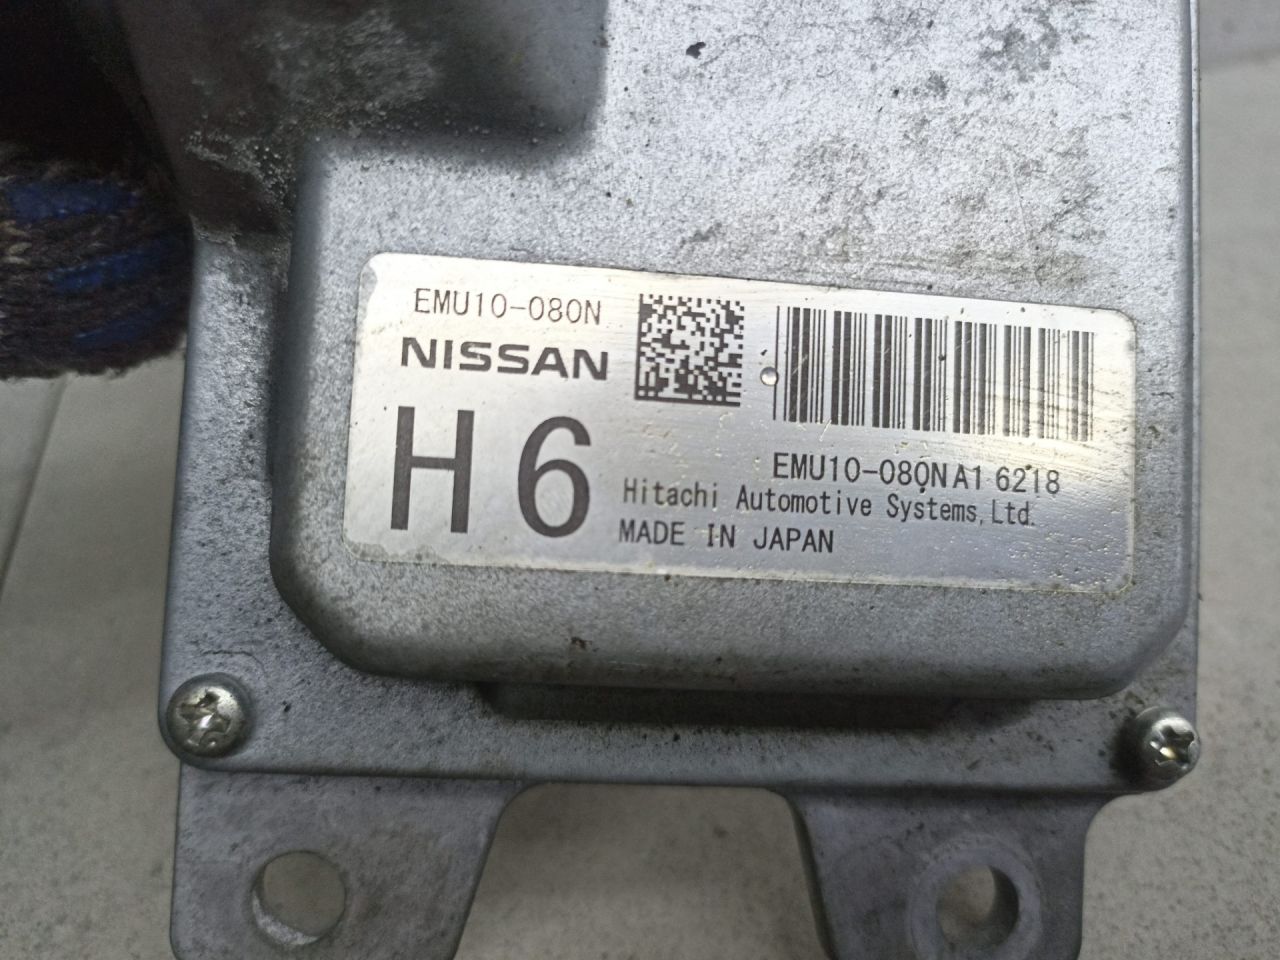 EMU10-080N
NISSAN
H6
EMU10-080NA1 6218
Hitachi Automotive Systems, Ltd.
MADE IN JAPAN